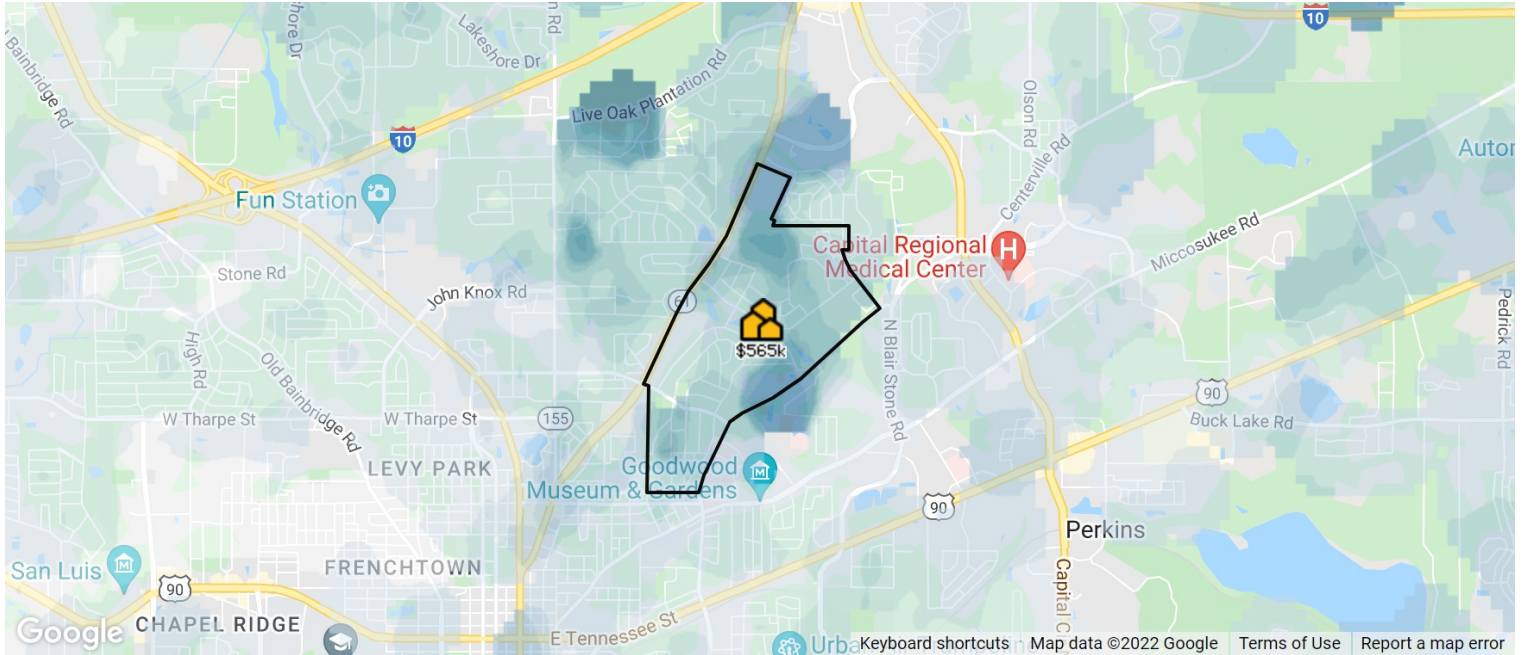 Bainbridge Rd
Lakeshore Dr
Live Oak Plantation Rd
10
10
Olson Rd
Centerville Rd
Fun Station
Stone Rd
John Knox Rd
61
Capital Regional
Medical Center
H
Miccosukee Rd
Pedrick Rd
$565k
High Rd
Old Bainbridge Rd
N Blair Stone Rd
W Tharpe St
W Tharpe St
155
90
Buck Lake Rd
LEVY PARK
Goodwood
Museum & Gardens
90
Perkins
San Luis
90
FRENCHTOWN
CHAPEL RIDGE
E Tennessee St
Google
Keyboard shortcuts
Map data ©2022 Google
Terms of Use
Report a map error